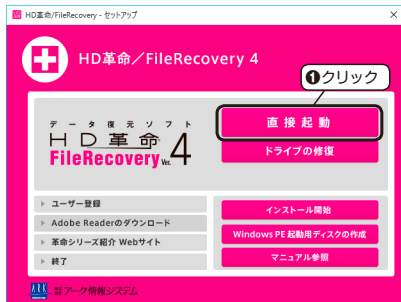 HD革命/FileRecovery - セットアップ
HD革命／FileRecovery 4
❶クリック
データ復元ソフト
HD革命
FileRecovery Ver.4
直接起動
ドライブの修復
ユーザー登録
Adobe Readerのダウンロード
革命シリーズ紹介 Webサイト
終了
インストール開始
Windows PE 起動用ディスクの作成
マニュアル参照
ARK 株式会社アーク情報システム